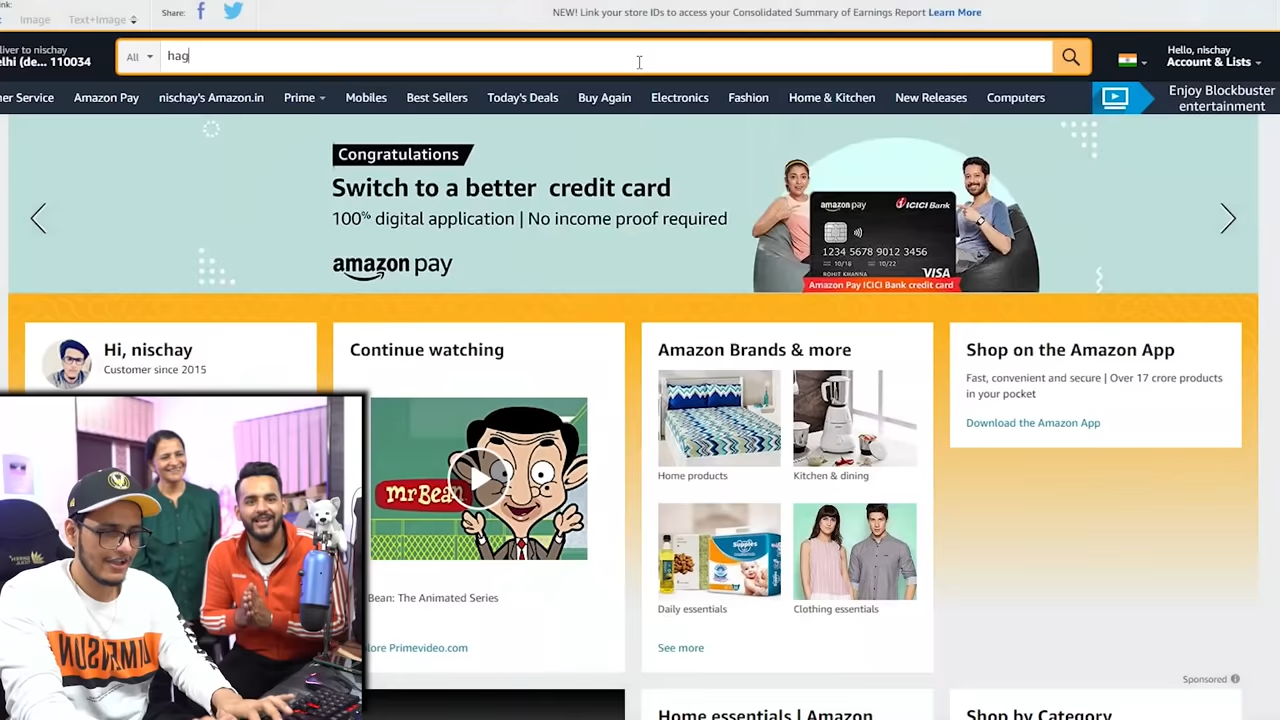 nk:
Image
Text+Image
Share:
NEW! Link your store IDs to access your Consolidated Summary of Earnings Report Learn More
liver to nischay
elhi (de... 110034
All
hag
Hello, nischay
Account & Lists
er Service
Amazon Pay
nischay's Amazon.in
Prime
Mobiles
Best Sellers
Today's Deals
Buy Again
Electronics
Fashion
Home & Kitchen
New Releases
Computers
Enjoy Blockbuster
entertainment
Congratulations
Switch to a better credit card
100% digital application | No income proof required
amazon pay
amazon pay
ICICI Bank
1234 5678 9012 3456
10/18
10/22
ROHIT KHANNA
VISA
Amazon Pay ICICI Bank credit card
Hi, nischay
Customer since 2015
Continue watching
mr Bean
Bean: The Animated Series
lore Primevideo.com
Amazon Brands & more
Home products
Kitchen & dining
Supples
Daily essentials
Clothing essentials
See more
Shop on the Amazon App
Fast, convenient and secure | Over 17 crore products
in your pocket
Download the Amazon App
Sponsored
DIMENSION
Home essentials | Amazon
Shop by Category